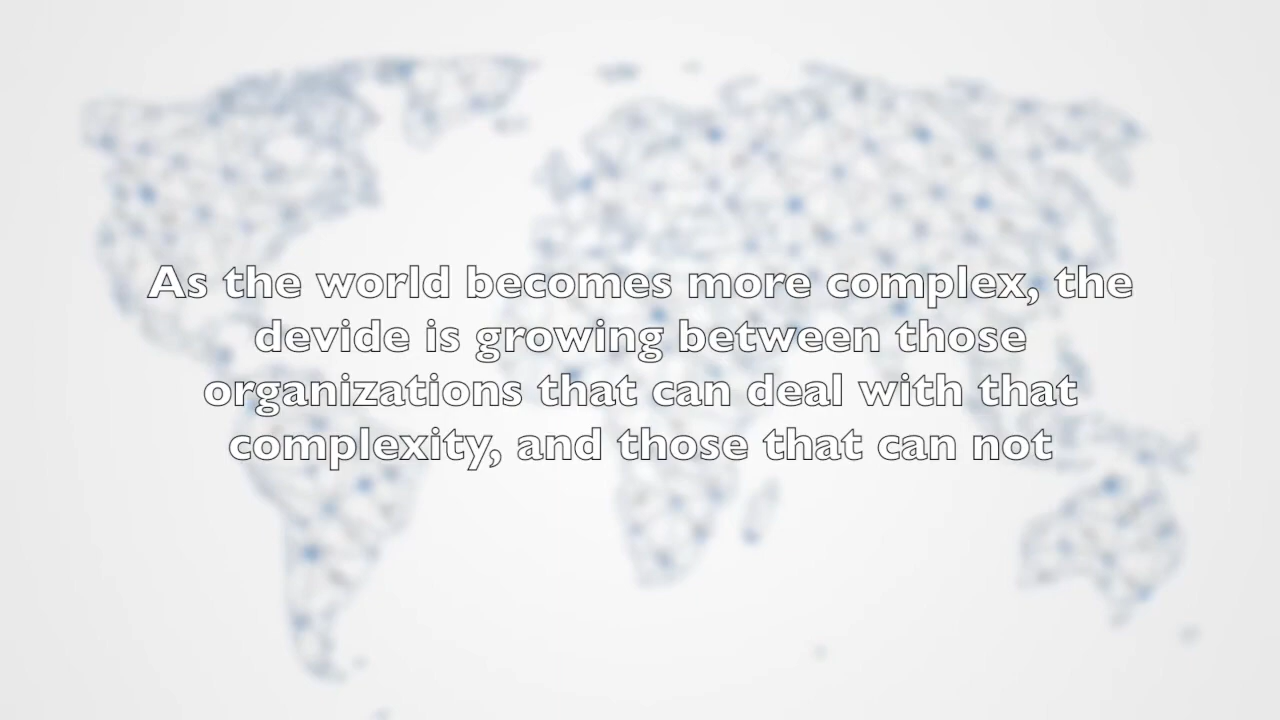 As the world becomes more complex, the
devide is growing between those
organizations that can deal with that
complexity, and those that can not